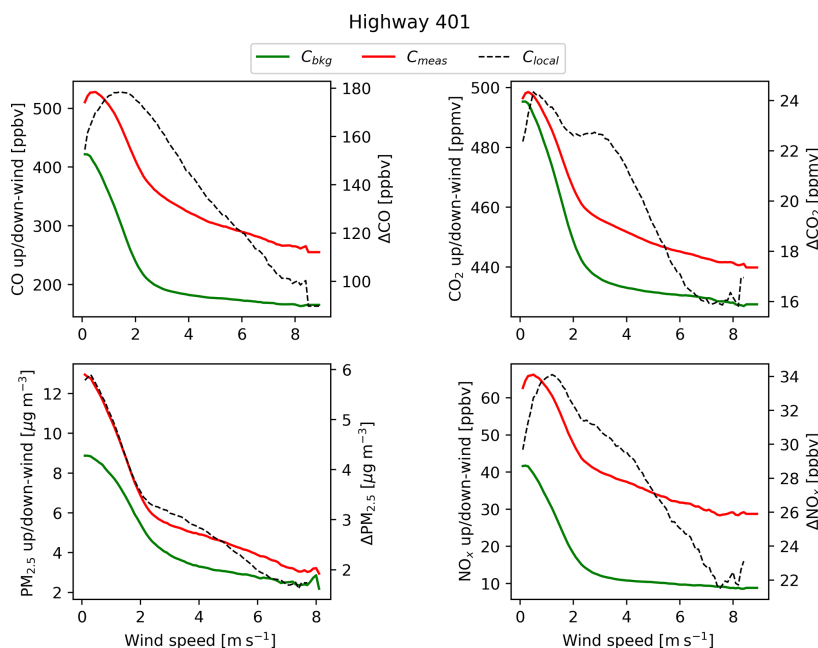 Highway 401
C_bkg C_meas C_local
CO up/down-wind [ppbv]
500
400
300
200
0 2 4 6 8
180
160
140
120
100
ΔCO [ppbv]
CO₂ up/down-wind [ppmv]
500
480
460
440
0 2 4 6 8
24
22
20
18
16
ΔCO₂ [ppmv]
PM₂.₅ up/down-wind [μg m⁻³]
12
10
8
6
4
2
0 2 4 6 8
Wind speed [m s⁻¹]
6
5
4
3
2
ΔPM₂.₅ [μg m⁻³]
NOₓ up/down-wind [ppbv]
60
50
40
30
20
10
0 2 4 6 8
Wind speed [m s⁻¹]
34
32
30
28
26
24
22
ΔNOₓ [ppbv]